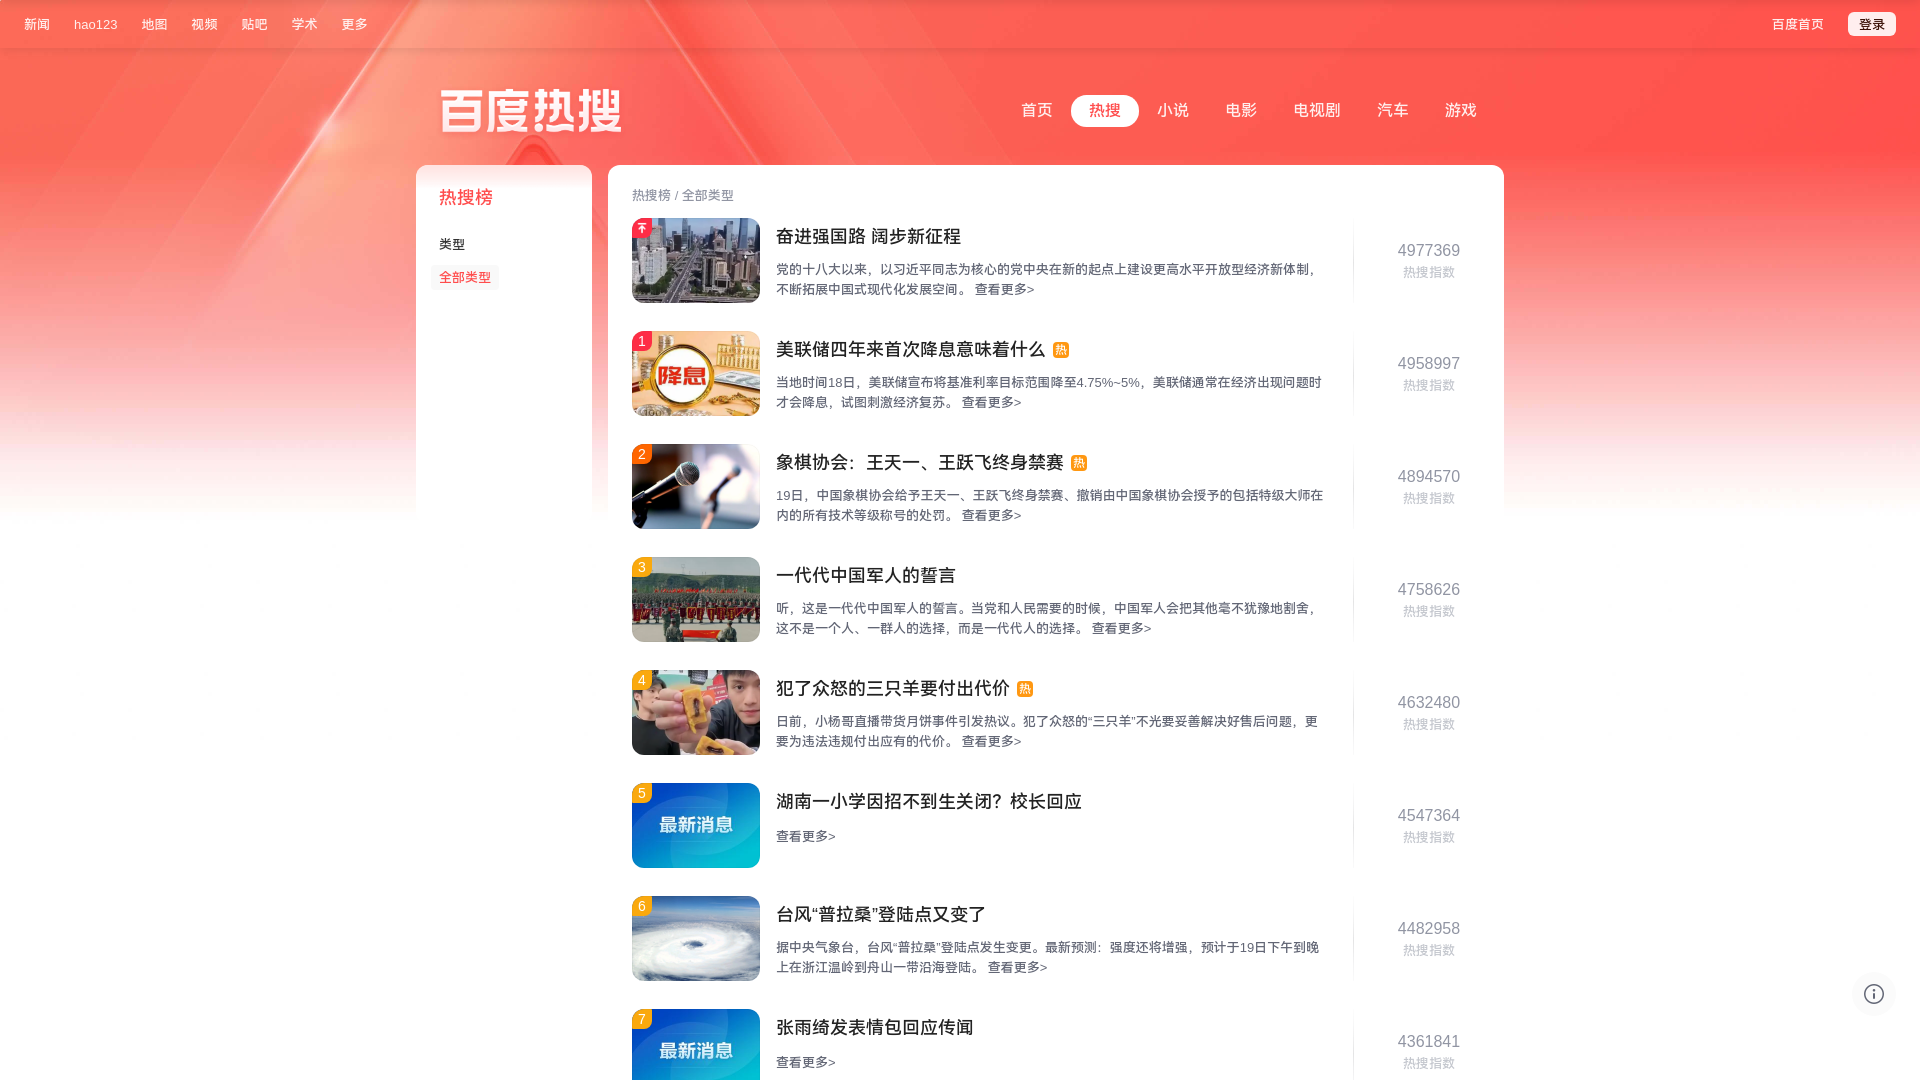 新闻 hao123 地图 视频 贴吧 学术 更多 百度首页 登录
百度热搜
首页 热搜 小说 电影 电视剧 汽车 游戏
热搜榜
类型
全部类型
热搜榜 / 全部类型
奋进强国路 阔步新征程
党的十八大以来，以习近平同志为核心的党中央在新的起点上建设更高水平开放型经济新体制，
不断拓展中国式现代化发展空间。 查看更多>
4977369
热搜指数
1
降息
美联储四年来首次降息意味着什么 热
当地时间18日，美联储宣布将基准利率目标范围降至4.75%~5%，美联储通常在经济出现问题时
才会降息，试图刺激经济复苏。 查看更多>
4958997
热搜指数
2
象棋协会：王天一、王跃飞终身禁赛 热
19日，中国象棋协会给予王天一、王跃飞终身禁赛、撤销由中国象棋协会授予的包括特级大师在
内的所有技术等级称号的处罚。 查看更多>
4894570
热搜指数
3
一代代中国军人的誓言
听，这是一代代中国军人的誓言。当党和人民需要的时候，中国军人会把其他毫不犹豫地割舍，
这不是一个人、一群人的选择，而是一代代人的选择。 查看更多>
4758626
热搜指数
4
犯了众怒的三只羊要付出代价 热
日前，小杨哥直播带货月饼事件引发热议。犯了众怒的“三只羊”不光要妥善解决好售后问题，更
要为违法违规付出应有的代价。 查看更多>
4632480
热搜指数
5
最新消息
湖南一小学因招不到生关闭？校长回应
查看更多>
4547364
热搜指数
6
台风“普拉桑”登陆点又变了
据中央气象台，台风“普拉桑”登陆点发生变更。最新预测：强度还将增强，预计于19日下午到晚
上在浙江温岭到舟山一带沿海登陆。 查看更多>
4482958
热搜指数
7
最新消息
张雨绮发表情包回应传闻
查看更多>
4361841
热搜指数